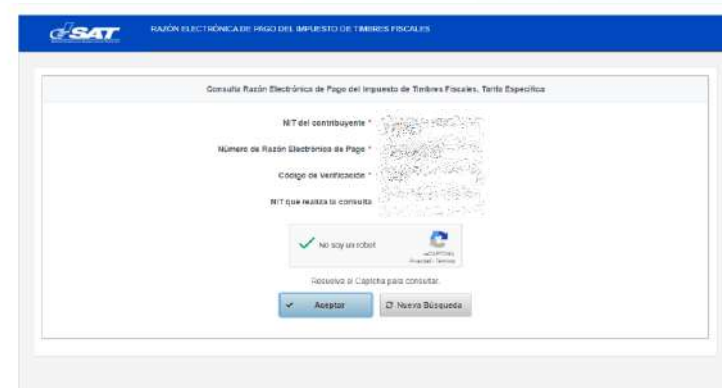 SAT
RAZÓN ELECTRÓNICA DE PAGO DEL IMPUESTO DE TIMBRES FISCALES
Consulta Razón Electrónica de Pago del Impuesto de Timbres Fiscales, Tarifa Específica
NIT del contribuyente *
Número de Razón Electrónica de Pago *
Código de Verificación *
NIT que realiza la consulta
No soy un robot
reCAPTCHA
Privacidad - Términos
Resuelva el Captcha para consultar.
Aceptar
Nueva Búsqueda